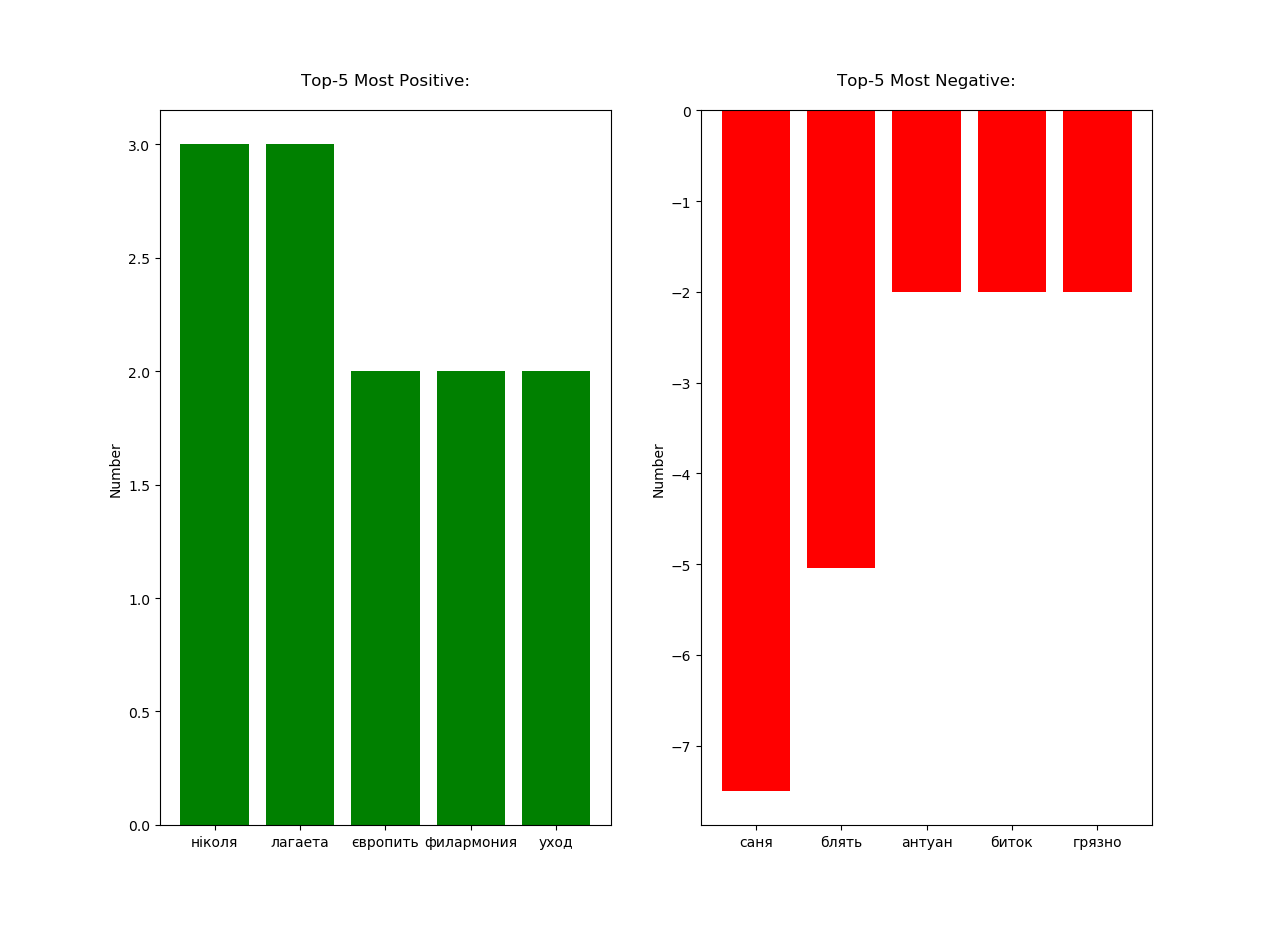 Top-5 Most Positive:
Number
3.0
2.5
2.0
1.5
1.0
0.5
0.0
ніколя лагаета європить филармония уход
Top-5 Most Negative:
Number
0
−1
−2
−3
−4
−5
−6
−7
саня блять антуан биток грязно